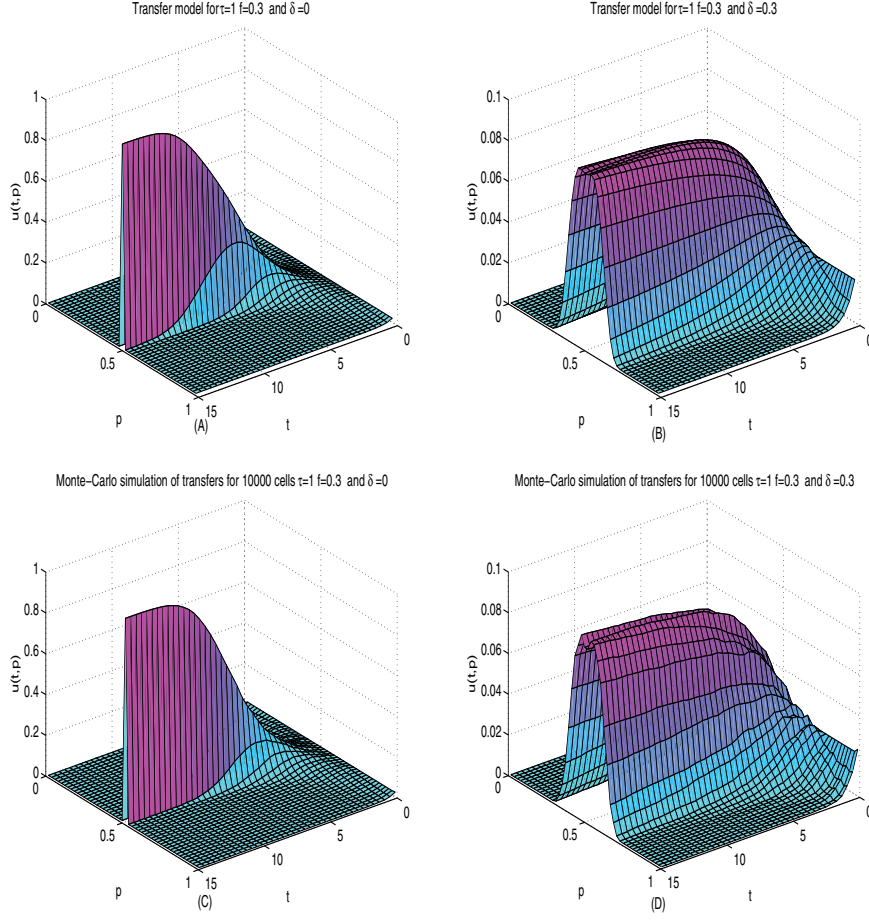 Transfer model for τ=1 f=0.3 and δ =0
1
0.8
0.6
0.4
0.2
0
u(t,p)
0
0.5
1
p
15
10
5
0
t
(A)
Transfer model for τ=1 f=0.3 and δ =0.3
0.1
0.08
0.06
0.04
0.02
0
u(t,p)
0
0.5
1
p
15
10
5
0
t
(B)
Monte−Carlo simulation of transfers for 10000 cells τ=1 f=0.3 and δ =0
1
0.8
0.6
0.4
0.2
0
u(t,p)
0
0.5
1
p
15
10
5
0
t
(C)
Monte−Carlo simulation of transfers for 10000 cells τ=1 f=0.3 and δ =0.3
0.1
0.08
0.06
0.04
0.02
0
u(t,p)
0
0.5
1
p
15
10
5
0
t
(D)